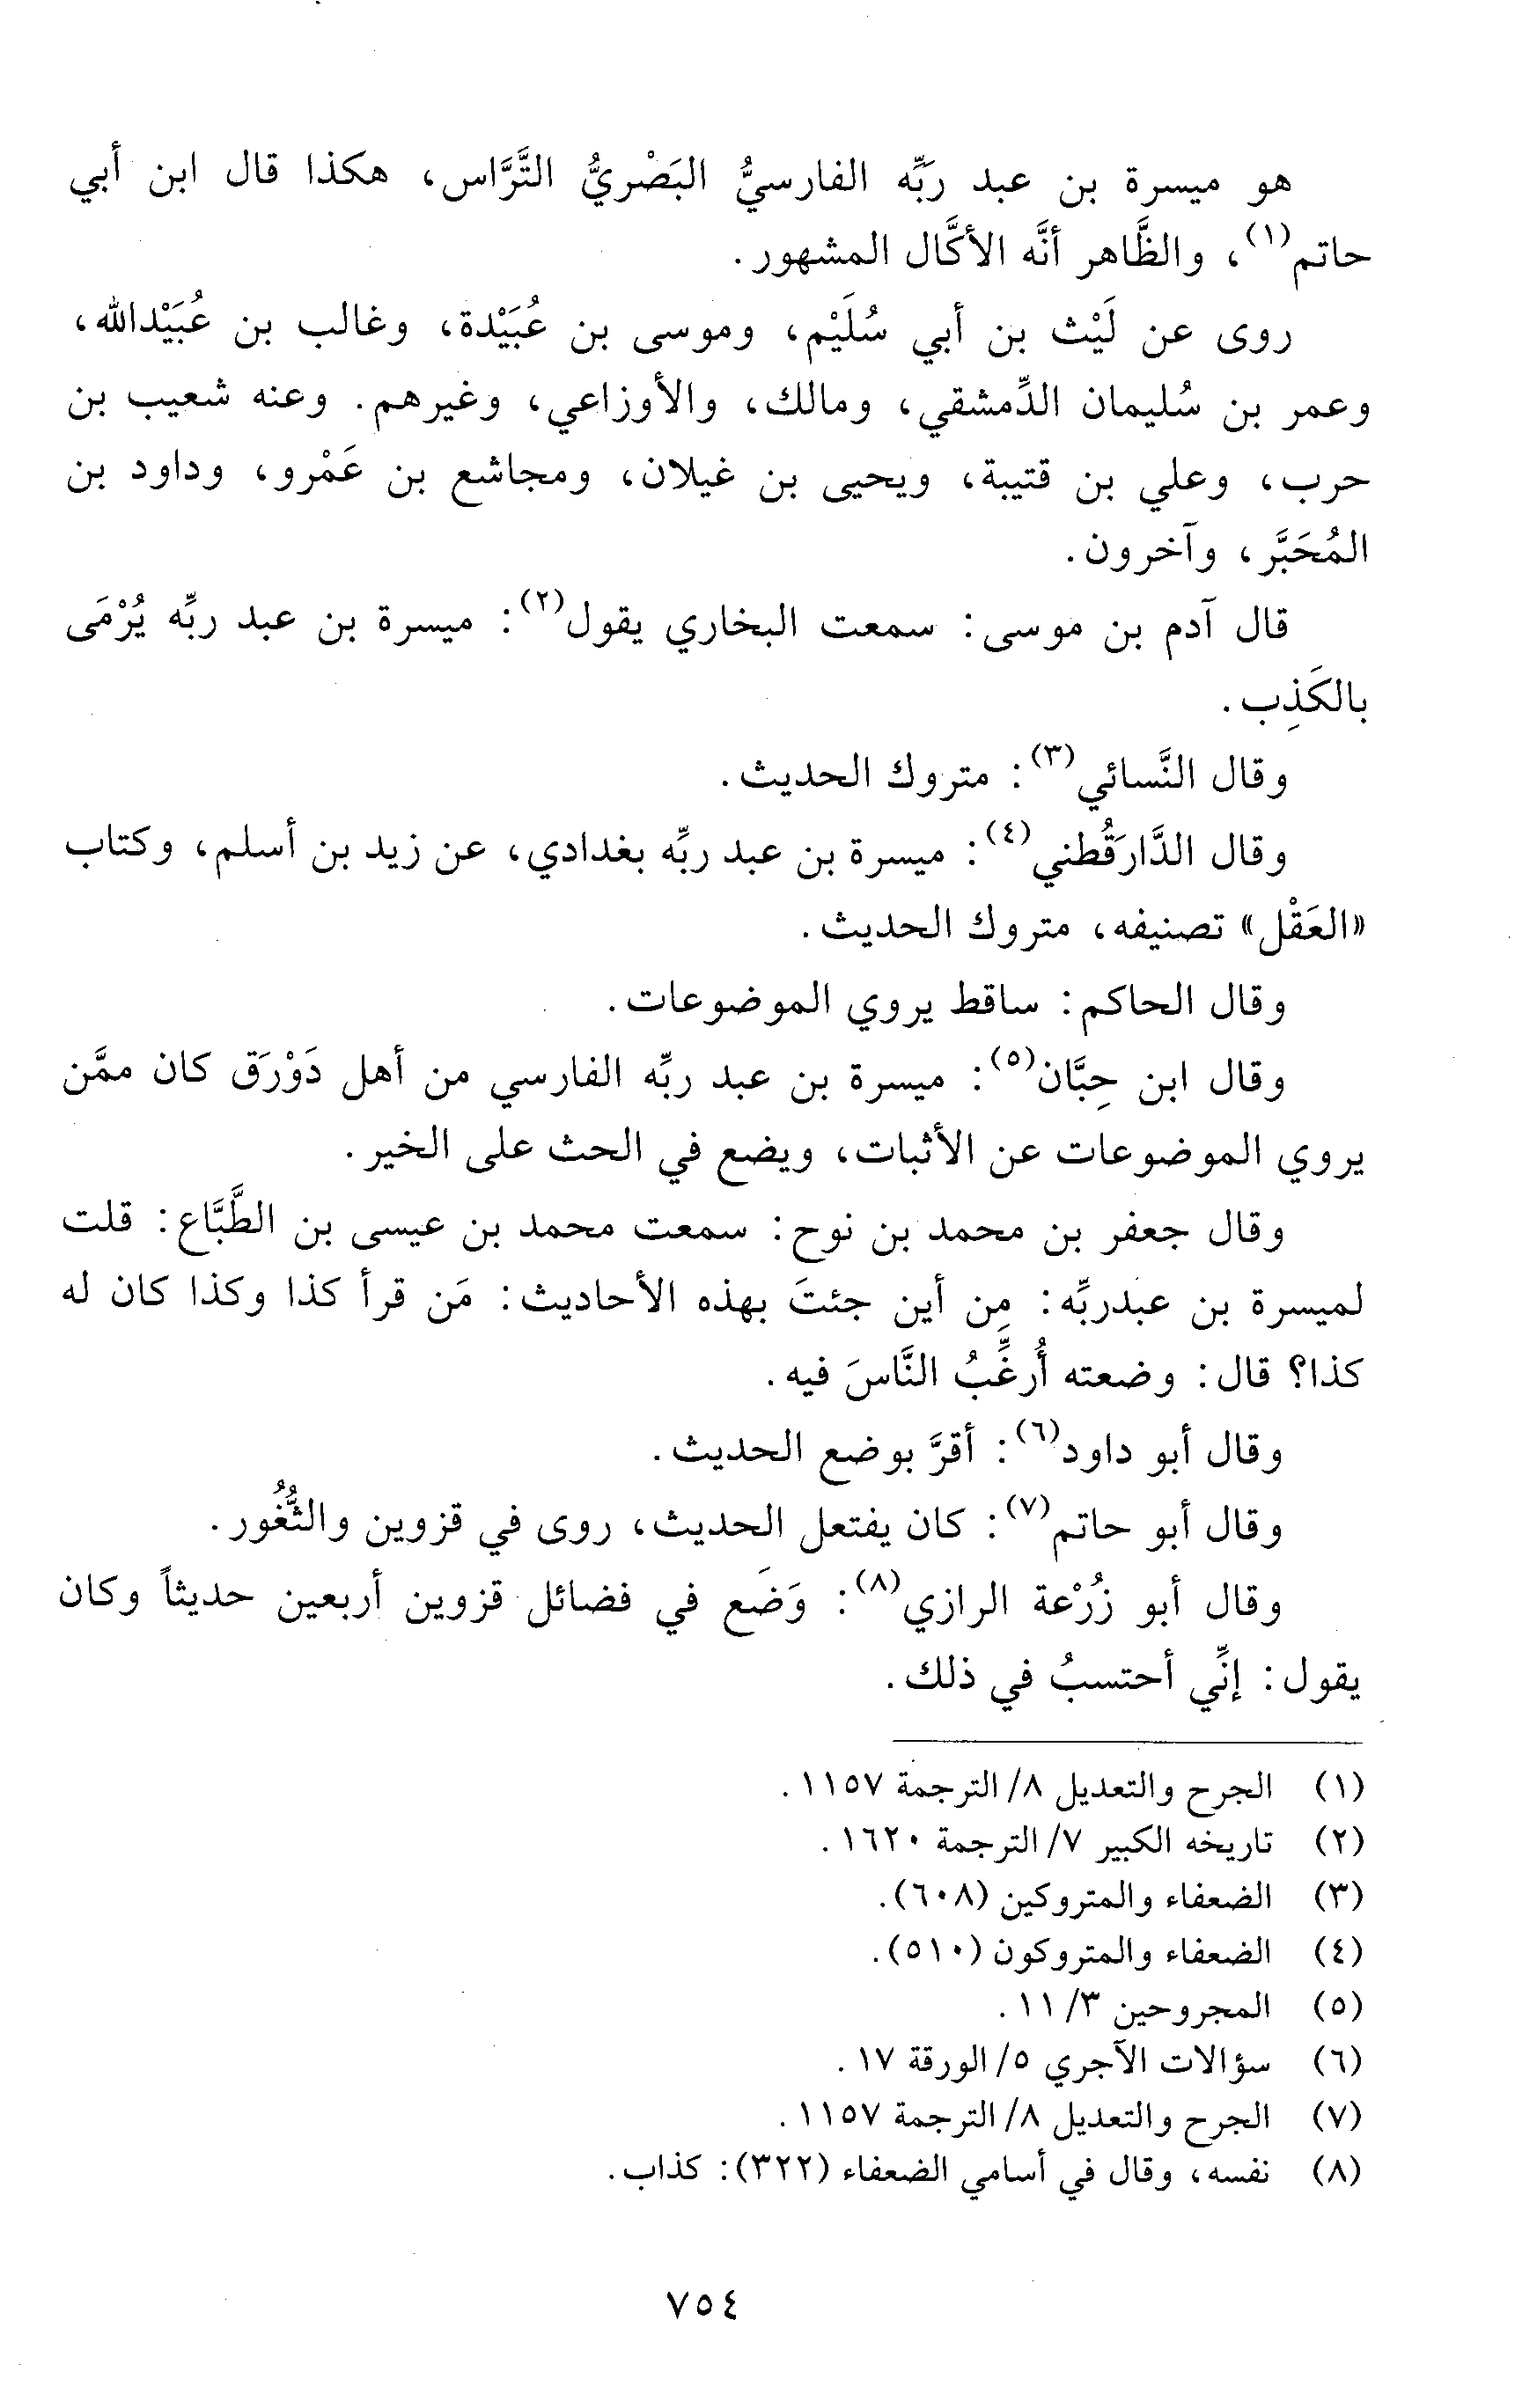 هو ميسرة بن عبد ربِّه الفارسيُّ البَصْريُّ التَّرَّاس، هكذا قال ابن أبي
حاتم(١)، والظَّاهر أنَّه الأكَّال المشهور.
روى عن لَيْث بن أبي سُلَيْم، وموسى بن عُبَيْدة، وغالب بن عُبَيْدالله،
وعمر بن سُليمان الدِّمشقي، ومالك، والأوزاعي، وغيرهم. وعنه شعيب بن
حرب، وعلي بن قتيبة، ويحيى بن غيلان، ومجاشع بن عَمْرو، وداود بن
المُحَبَّر، وآخرون.
قال آدم بن موسى: سمعت البخاري يقول(٢): ميسرة بن عبد ربِّه يُرْمَى
بالكَذِب.
وقال النَّسائي(٣): متروك الحديث.
وقال الدَّارَقُطني(٤): ميسرة بن عبد ربِّه بغدادي، عن زيد بن أسلم، وكتاب
«العَقْل» تصنيفه، متروك الحديث.
وقال الحاكم: ساقط يروي الموضوعات.
وقال ابن حِبَّان(٥): ميسرة بن عبد ربِّه الفارسي من أهل دَوْرَق كان ممَّن
يروي الموضوعات عن الأثبات، ويضع في الحث على الخير.
وقال جعفر بن محمد بن نوح: سمعت محمد بن عيسى بن الطَّبَّاع: قلت
لميسرة بن عبدربِّه: مِن أين جئتَ بهذه الأحاديث: مَن قرأ كذا وكذا كان له
كذا؟ قال: وضعته أُرغِّبُ النَّاسَ فيه.
وقال أبو داود(٦): أقرَّ بوضع الحديث.
وقال أبو حاتم(٧): كان يفتعل الحديث، روى في قزوين والثُّغُور.
وقال أبو زُرْعة الرازي(٨): وَضَع في فضائل قزوين أربعين حديثاً وكان
يقول: إنِّي أحتسبُ في ذلك.
(١) الجرح والتعديل ٨/ الترجمة ١١٥٧.
(٢) تاريخه الكبير ٧/ الترجمة ١٦٢٠.
(٣) الضعفاء والمتروكين (٦٠٨).
(٤) الضعفاء والمتروكون (٥١٠).
(٥) المجروحين ٣/ ١١.
(٦) سؤالات الآجري ٥/ الورقة ١٧.
(٧) الجرح والتعديل ٨/ الترجمة ١١٥٧.
(٨) نفسه، وقال في أسامي الضعفاء (٣٢٢): كذاب.
٧٥٤